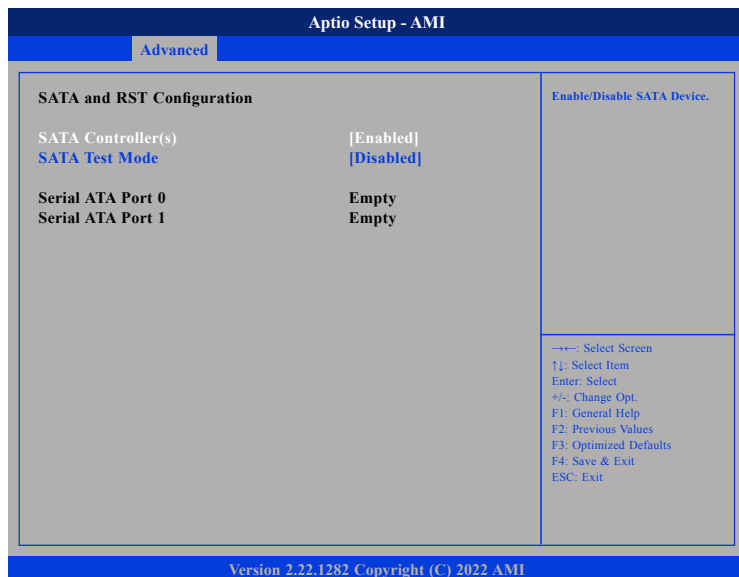 Aptio Setup - AMI
Advanced
SATA and RST Configuration
SATA Controller(s) [Enabled]
SATA Test Mode [Disabled]
Serial ATA Port 0 Empty
Serial ATA Port 1 Empty
Enable/Disable SATA Device.
→←: Select Screen
↑↓: Select Item
Enter: Select
+/-: Change Opt.
F1: General Help
F2: Previous Values
F3: Optimized Defaults
F4: Save & Exit
ESC: Exit
Version 2.22.1282 Copyright (C) 2022 AMI